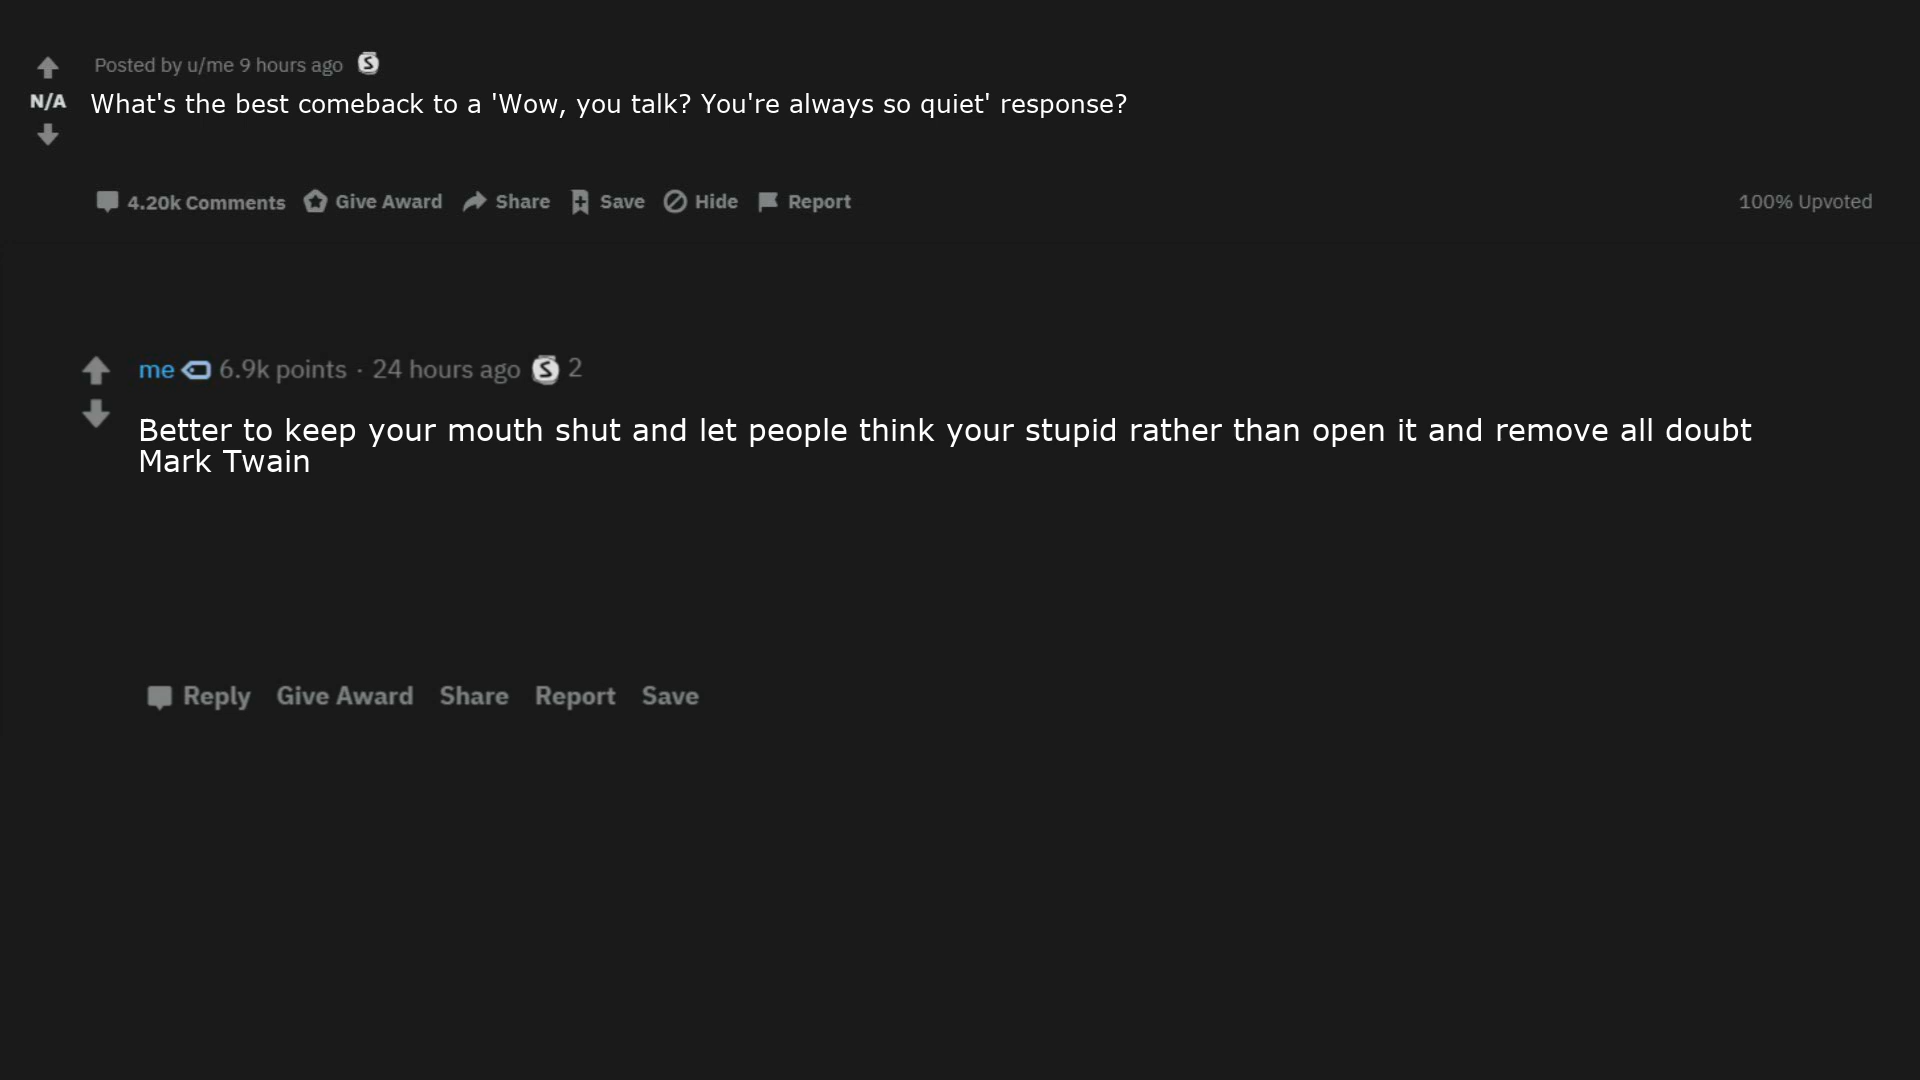 Posted by u/me 9 hours ago
N/A
What's the best comeback to a 'Wow, you talk? You're always so quiet' response?
4.20k Comments Give Award Share Save Hide Report 100% Upvoted
me 6.9k points · 24 hours ago S 2
Better to keep your mouth shut and let people think your stupid rather than open it and remove all doubt
Mark Twain
Reply Give Award Share Report Save